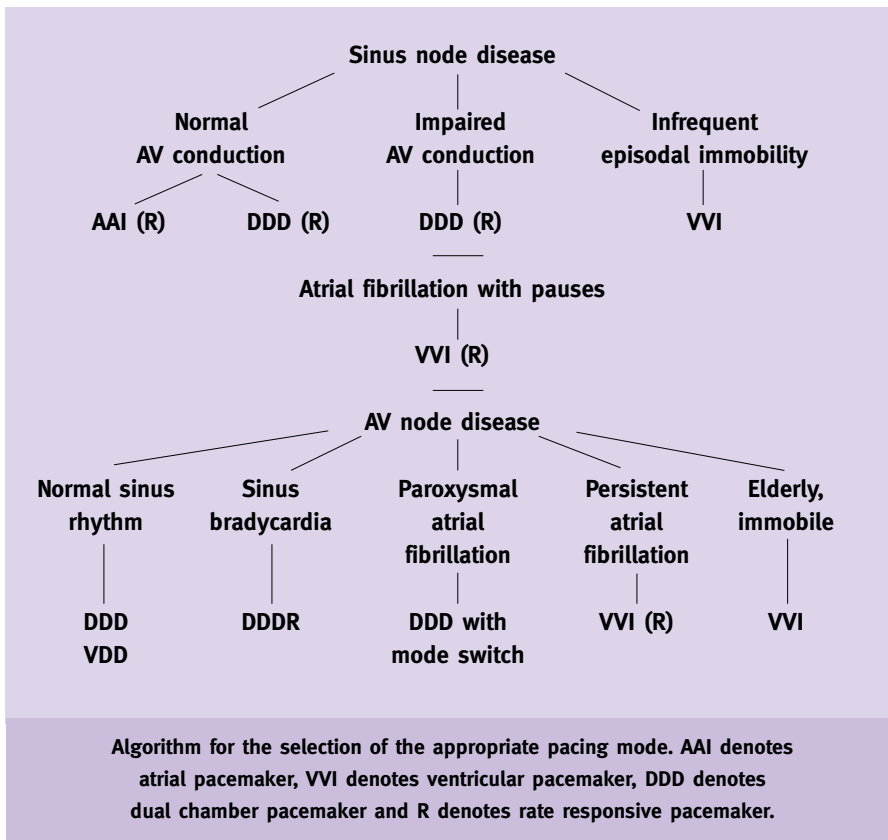 Sinus node disease
Normal
AV conduction
Impaired
AV conduction
Infrequent
episodal immobility
AAI (R)
DDD (R)
DDD (R)
VVI
Atrial fibrillation with pauses
VVI (R)
AV node disease
Normal sinus
rhythm
Sinus
bradycardia
Paroxysmal
atrial
fibrillation
Persistent
atrial
fibrillation
Elderly,
immobile
DDD
VDD
DDDR
DDD with
mode switch
VVI (R)
VVI
Algorithm for the selection of the appropriate pacing mode. AAI denotes
atrial pacemaker, VVI denotes ventricular pacemaker, DDD denotes
dual chamber pacemaker and R denotes rate responsive pacemaker.